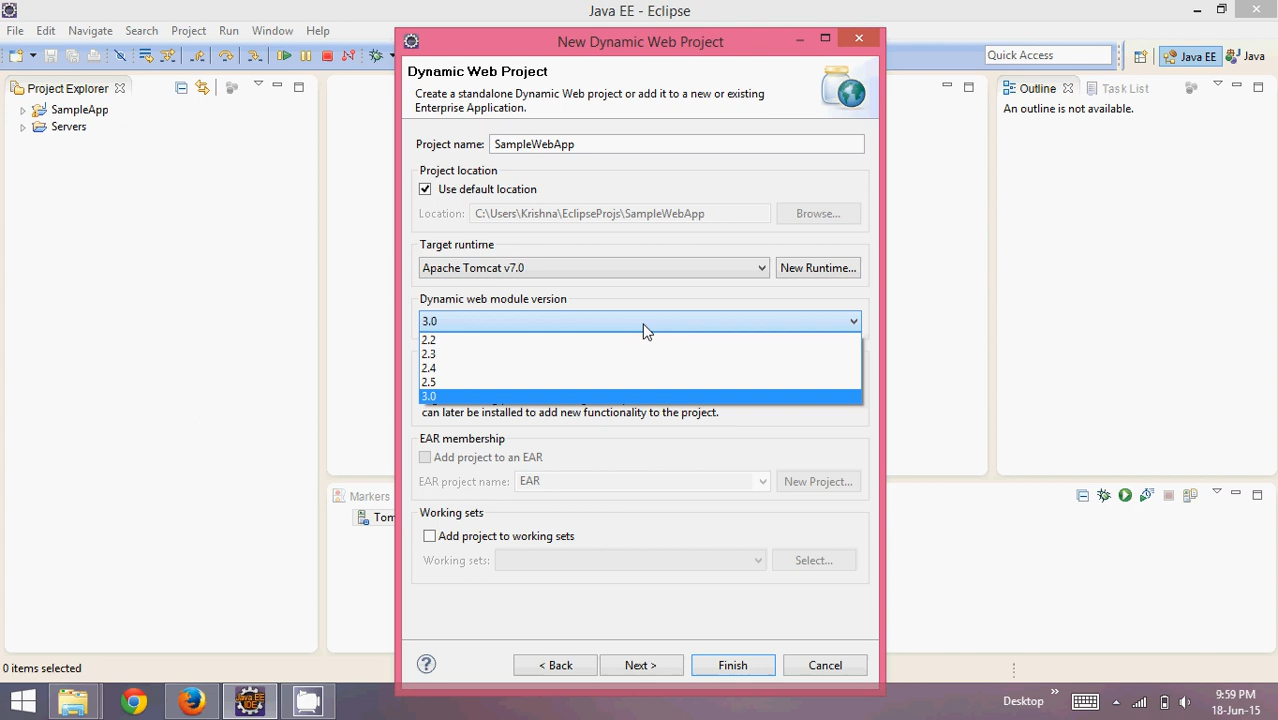 Java EE - Eclipse
File Edit Navigate Search Project Run Window Help
Quick Access
Java EE
Java
Project Explorer
SampleApp
Servers
New Dynamic Web Project
Dynamic Web Project
Create a standalone Dynamic Web project or add it to a new or existing
Enterprise Application.
Project name: SampleWebApp
Project location
Use default location
Location: C:\Users\Krishna\EclipseProjs\SampleWebApp Browse...
Target runtime
Apache Tomcat v7.0 New Runtime...
Dynamic web module version
3.0
2.2
2.3
2.4
2.5
3.0
can later be installed to add new functionality to the project.
EAR membership
Add project to an EAR
EAR project name: EAR New Project...
Working sets
Add project to working sets
Working sets: Select...
< Back Next > Finish Cancel
Outline Task List
An outline is not available.
Markers
Tom
0 items selected
Java EE
IDE
Desktop
9:59 PM
18-Jun-15